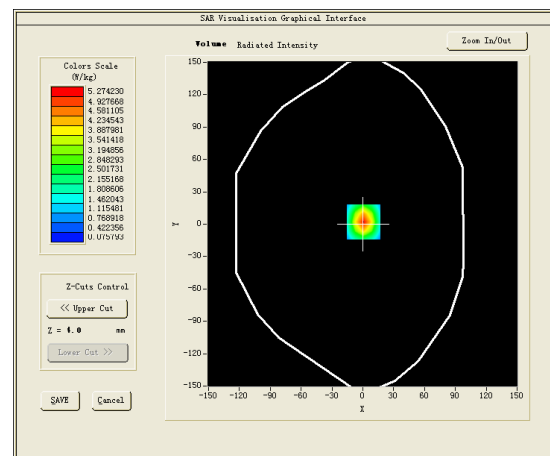 SAR Visualisation Graphical Interface
Volume Radiated Intensity
Zoom In/Out
Colors Scale
(W/kg)
5.274230
4.927668
4.581105
4.234543
3.887981
3.541418
3.194856
2.848293
2.501731
2.155168
1.808606
1.462043
1.115481
0.768918
0.422356
0.075793
Z-Cuts Control
<< Upper Cut
Z = 4.0 mm
Lower Cut >>
SAVE Cancel
150
120
90
60
30
0
-30
-60
-90
-120
-150
Y
-150 -120 -90 -60 -30 0 30 60 90 120 150
X